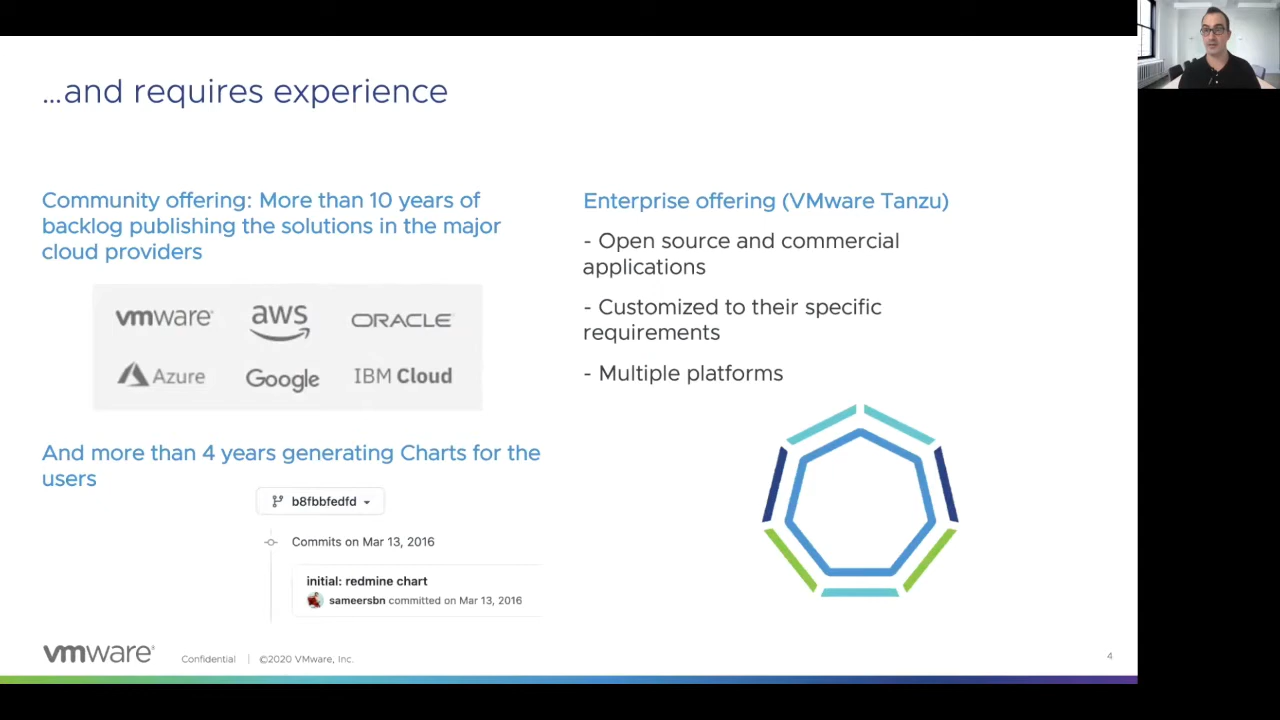 ...and requires experience
Community offering: More than 10 years of
backlog publishing the solutions in the major
cloud providers
vmware
aws
ORACLE
Azure
Google
IBM Cloud
And more than 4 years generating Charts for the
users
b8fbbfedfd
Commits on Mar 13, 2016
initial: redmine chart
sameersbn committed on Mar 13, 2016
Enterprise offering (VMware Tanzu)
- Open source and commercial
applications
- Customized to their specific
requirements
- Multiple platforms
vmware®
Confidential | ©2020 VMware, Inc.
4